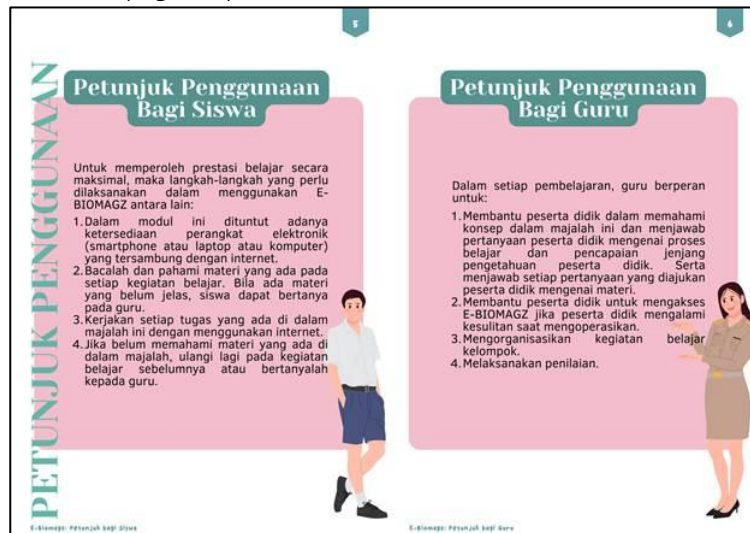 5
PETUNJUK PENGGUNAAN
Petunjuk Penggunaan
Bagi Siswa
Untuk memperoleh prestasi belajar secara
maksimal, maka langkah-langkah yang perlu
dilaksanakan dalam menggunakan E-
BIOMAGZ antara lain:
1.Dalam modul ini dituntut adanya
ketersediaan perangkat elektronik
(smartphone atau laptop atau komputer)
yang tersambung dengan internet.
2.Bacalah dan pahami materi yang ada pada
setiap kegiatan belajar. Bila ada materi
yang belum jelas, siswa dapat bertanya
pada guru.
3.Kerjakan setiap tugas yang ada di dalam
majalah ini dengan menggunakan internet.
4.Jika belum memahami materi yang ada di
dalam majalah, ulangi lagi pada kegiatan
belajar sebelumnya atau bertanyalah
kepada guru.
E-Biomagz: Petunjuk bagi Siswa
6
Petunjuk Penggunaan
Bagi Guru
Dalam setiap pembelajaran, guru berperan
untuk:
1.Membantu peserta didik dalam memahami
konsep dalam majalah ini dan menjawab
pertanyaan peserta didik mengenai proses
belajar dan pencapaian jenjang
pengetahuan peserta didik. Serta
menjawab setiap pertanyaan yang diajukan
peserta didik mengenai materi.
2.Membantu peserta didik untuk mengakses
E-BIOMAGZ jika peserta didik mengalami
kesulitan saat mengoperasikan.
3.Mengorganisasikan kegiatan belajar
kelompok.
4.Melaksanakan penilaian.
E-Biomagz: Petunjuk bagi Guru